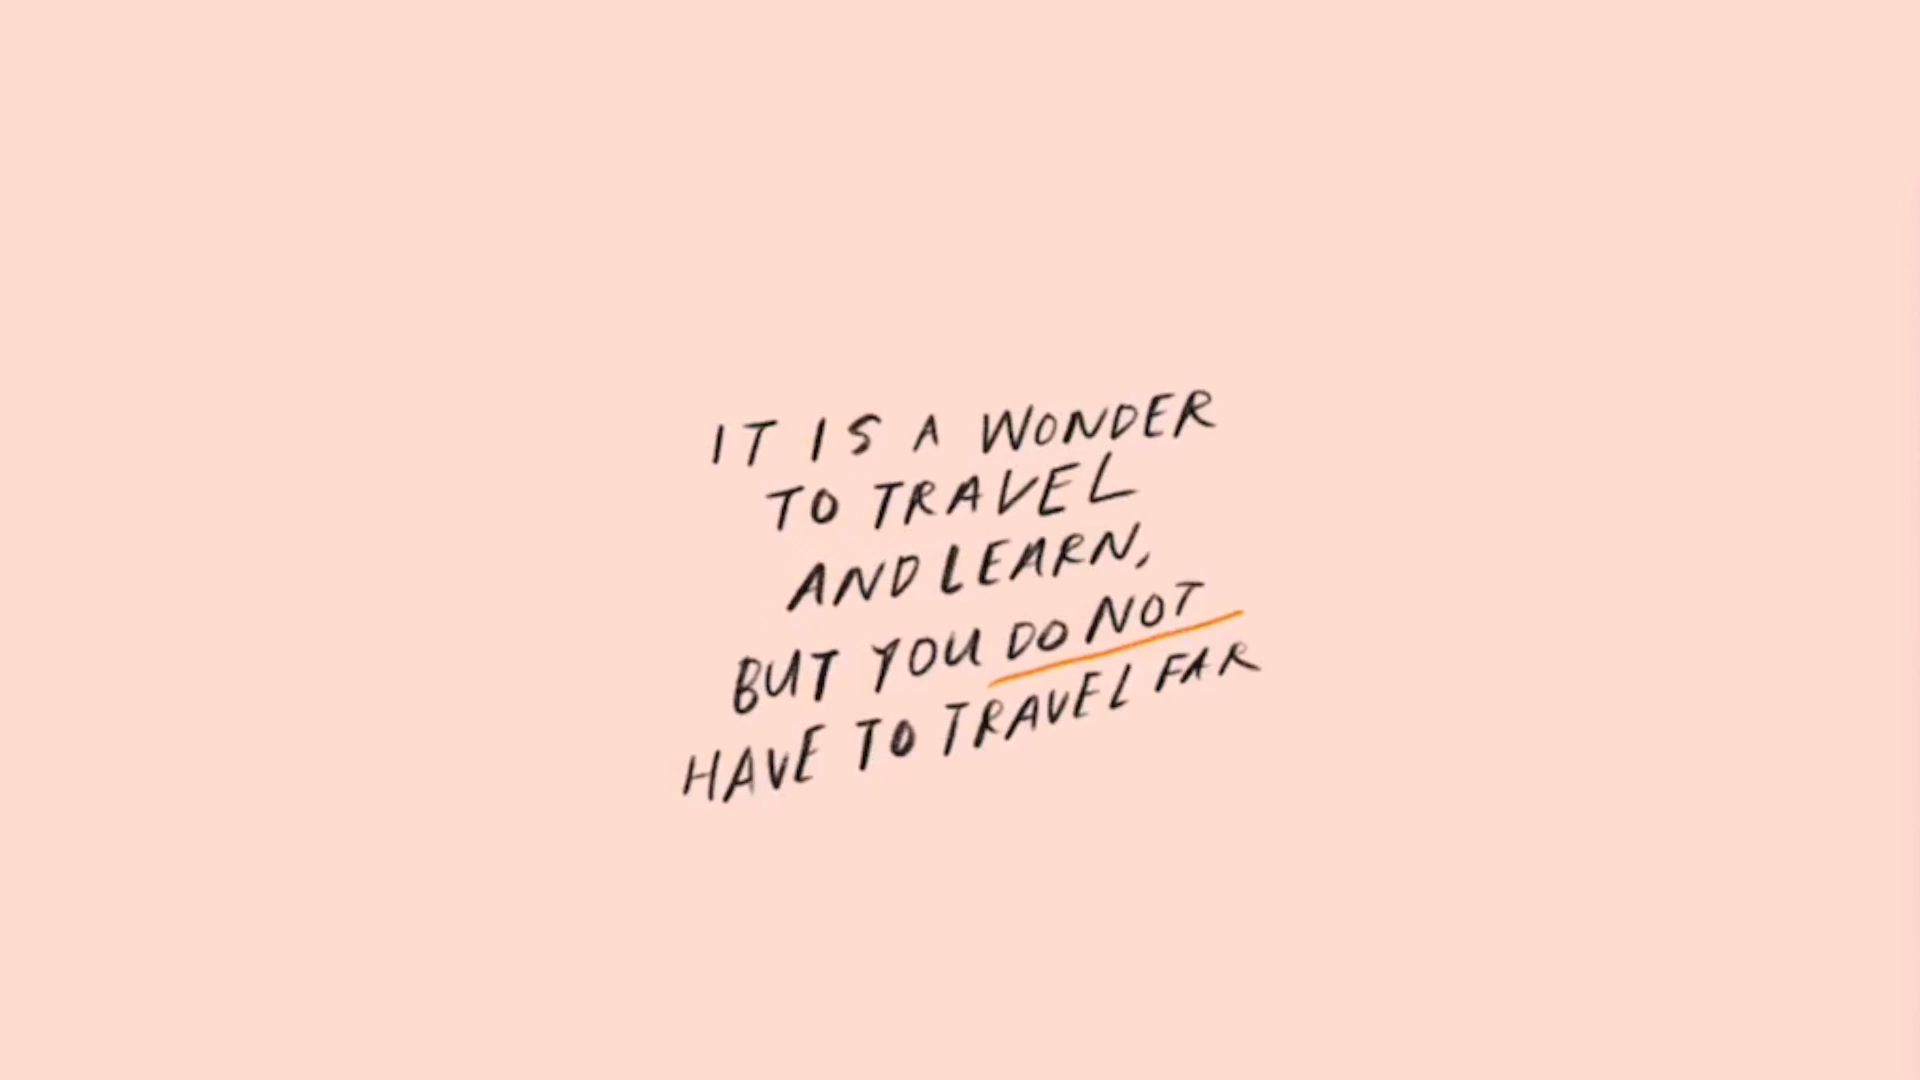 IT IS A WONDER
TO TRAVEL
AND LEARN,
BUT YOU DO NOT
HAVE TO TRAVEL FAR